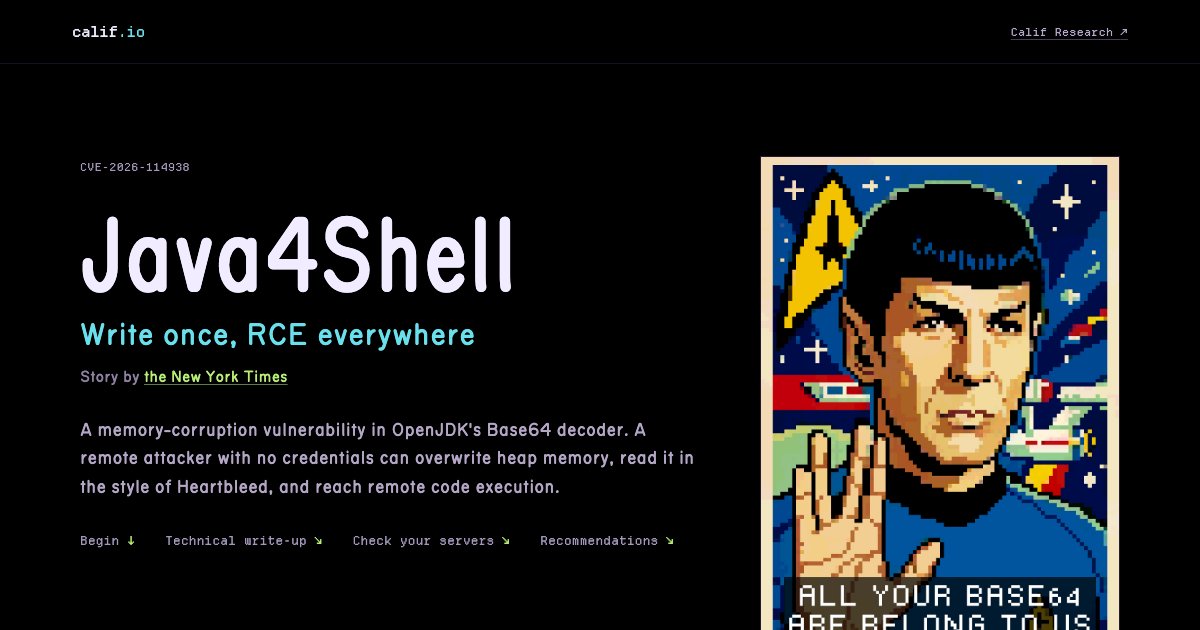 calif.io
Calif Research ↗
CVE-2026-114938
Java4Shell
Write once, RCE everywhere
Story by the New York Times
A memory-corruption vulnerability in OpenJDK's Base64 decoder. A
remote attacker with no credentials can overwrite heap memory, read it in
the style of Heartbleed, and reach remote code execution.
Begin ↓ Technical write-up ↘ Check your servers ↘ Recommendations ↘
ALL YOUR BASE64
ARE BELONG TO US